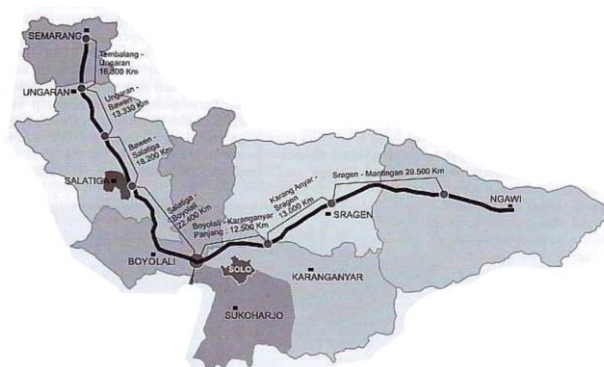 SEMARANG
Tembalang -
Ungaran
16.300 Km
UNGARAN
Ungaran -
Bawen
13.330 Km
Bawen -
Salatiga
18.200 Km
SALATIGA
Salatiga -
Boyolali
22.400 Km
Boyolali - Karanganyar
Panjang : 12.500 Km
Karang Anyar -
Sragen
13.000 Km
Sragen - Mantingan 29.500 Km
SRAGEN
NGAWI
BOYOLALI
SOLO
KARANGANYAR
SUKOHARJO